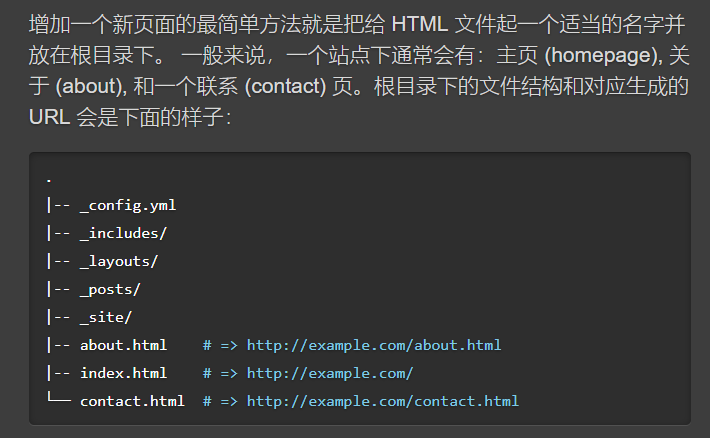 增加一个新页面的最简单方法就是把给 HTML 文件起一个适当的名字并
放在根目录下。 一般来说，一个站点下通常会有：主页 (homepage), 关
于 (about), 和一个联系 (contact) 页。根目录下的文件结构和对应生成的
URL 会是下面的样子：
.
|-- _config.yml
|-- _includes/
|-- _layouts/
|-- _posts/
|-- _site/
|-- about.html    # => http://example.com/about.html
|-- index.html    # => http://example.com/
└── contact.html  # => http://example.com/contact.html